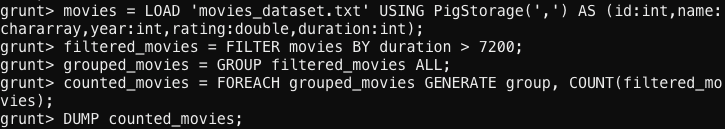 grunt> movies = LOAD 'movies_dataset.txt' USING PigStorage(',') AS (id:int,name:
chararray,year:int,rating:double,duration:int);
grunt> filtered_movies = FILTER movies BY duration > 7200;
grunt> grouped_movies = GROUP filtered_movies ALL;
grunt> counted_movies = FOREACH grouped_movies GENERATE group, COUNT(filtered_mo
vies);
grunt> DUMP counted_movies;